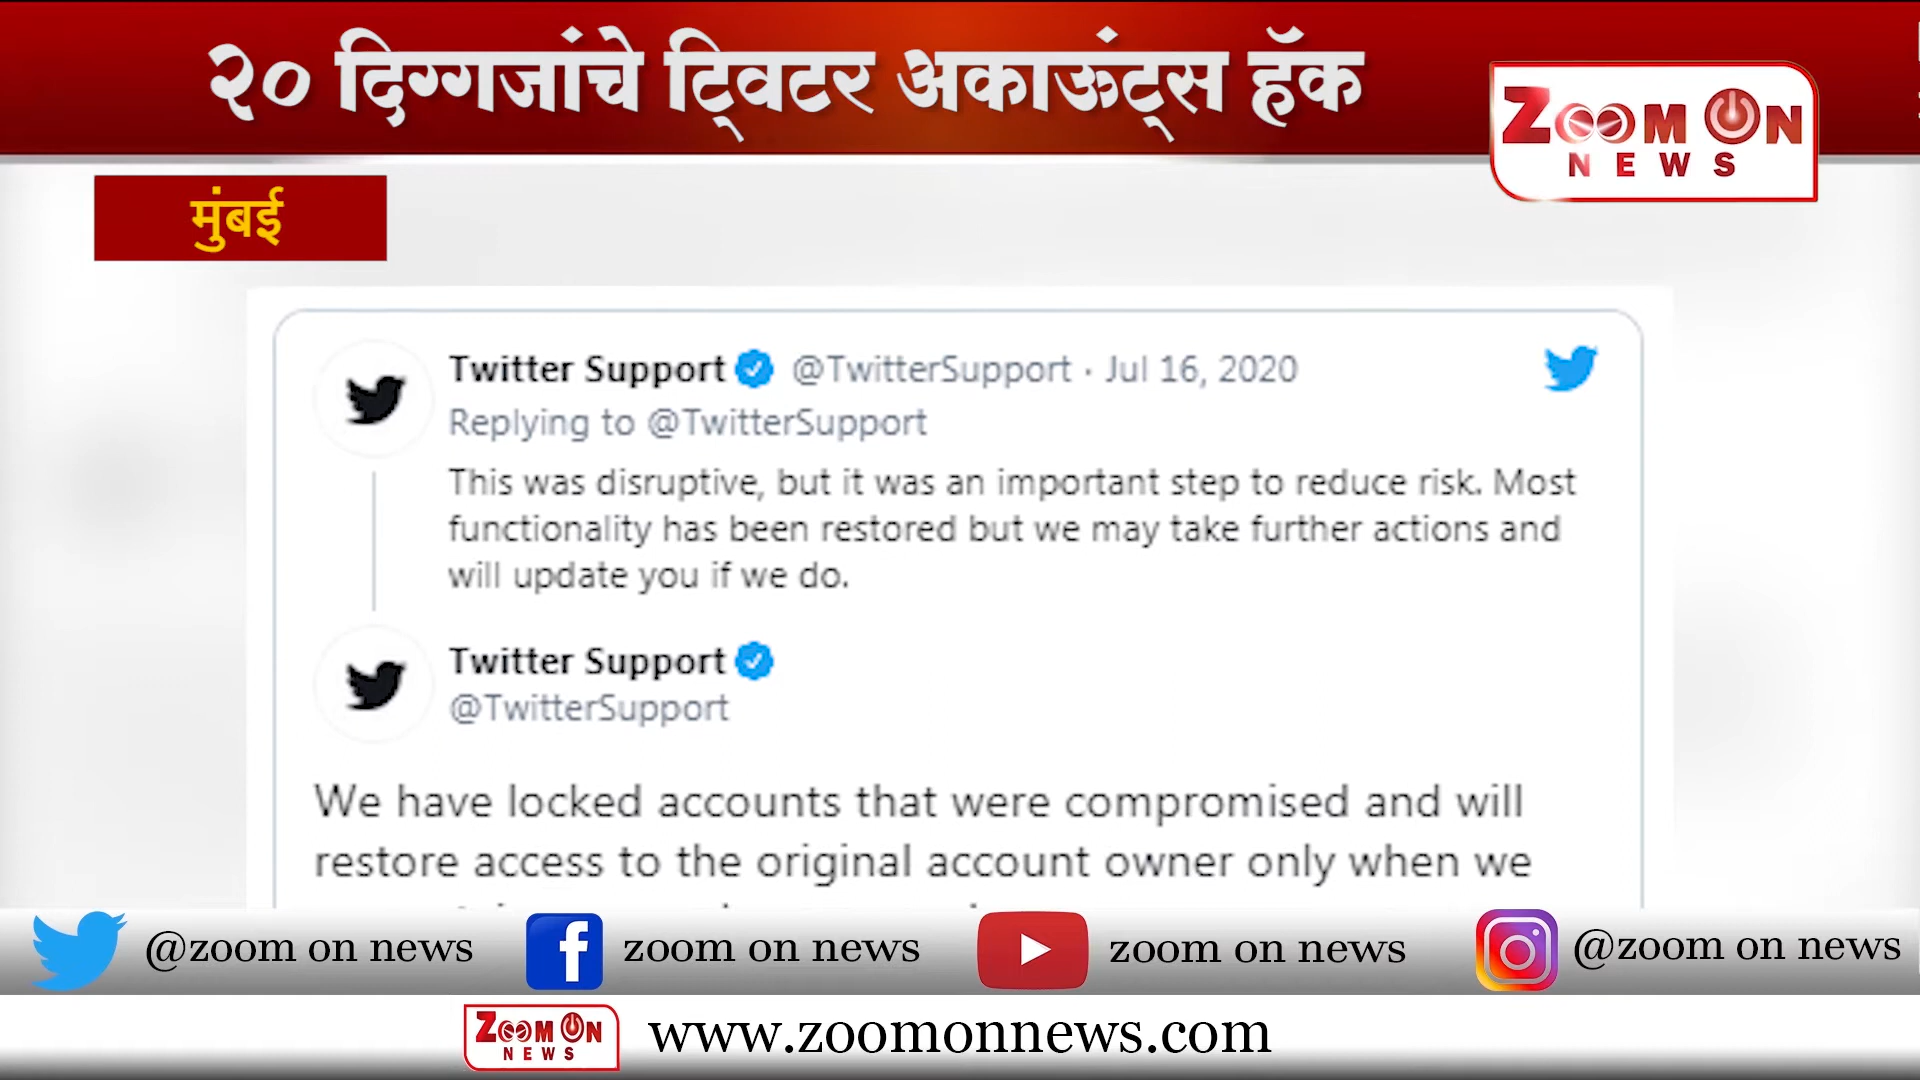 २० दिग्गजांचे ट्विटर अकाऊंट्स हॅक
ZOOM ON
NEWS
मुंबई
Twitter Support @TwitterSupport · Jul 16, 2020
Replying to @TwitterSupport
This was disruptive, but it was an important step to reduce risk. Most
functionality has been restored but we may take further actions and
will update you if we do.
Twitter Support
@TwitterSupport
We have locked accounts that were compromised and will
restore access to the original account owner only when we
@zoom on news
zoom on news
zoom on news
@zoom on news
ZOOM ON
NEWS
www.zoomonnews.com